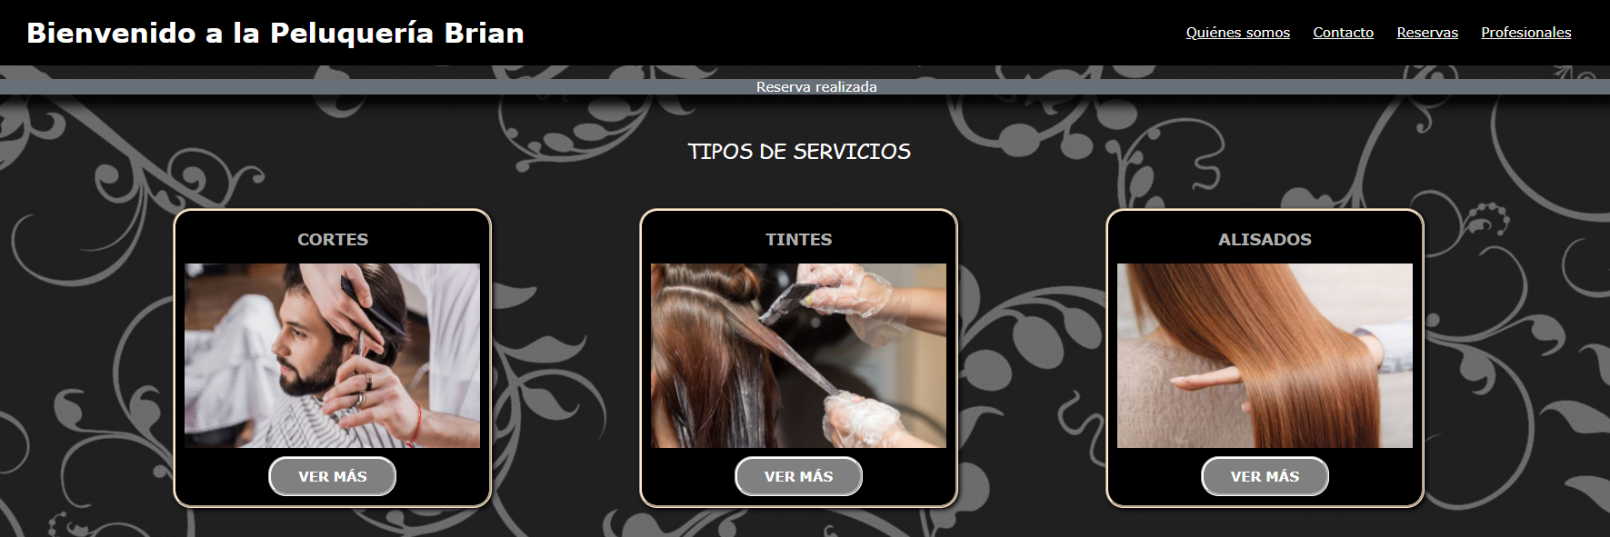 Bienvenido a la Peluquería Brian
Quiénes somos Contacto Reservas Profesionales
Reserva realizada
TIPOS DE SERVICIOS
CORTES
TINTES
ALISADOS
VER MÁS
VER MÁS
VER MÁS